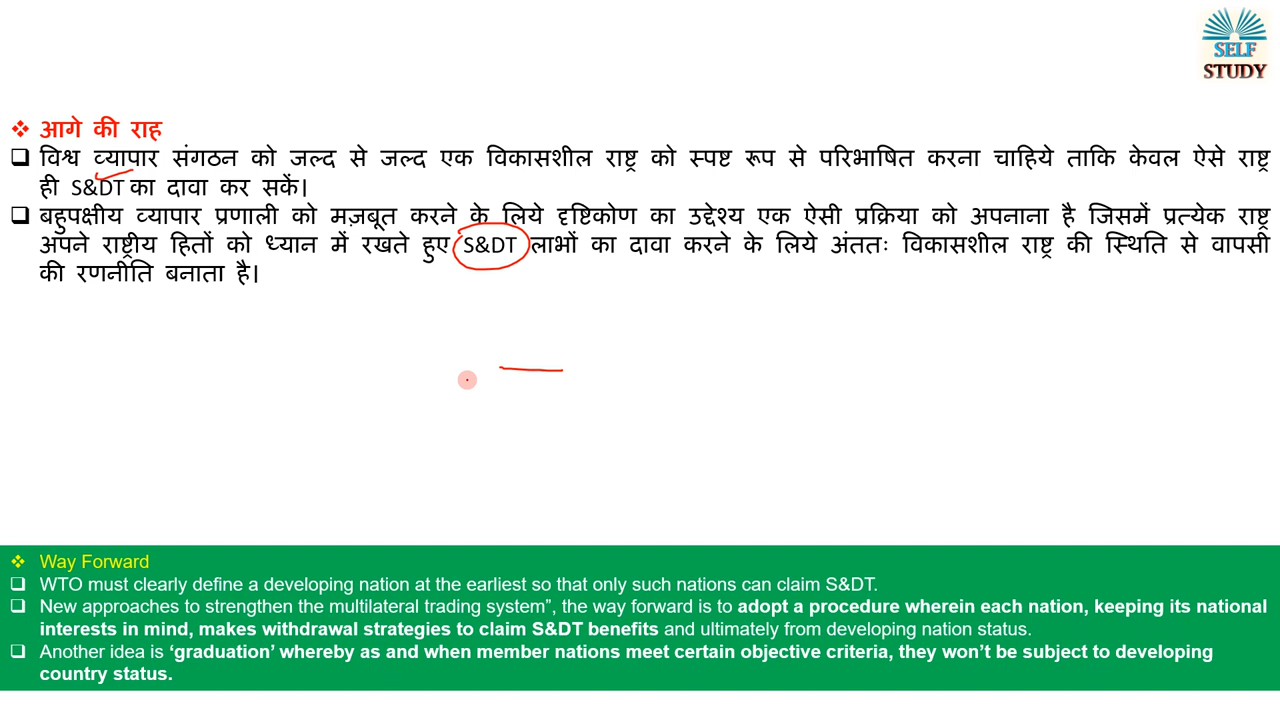 SELF
STUDY
❖ आगे की राह
❑ विश्व व्यापार संगठन को जल्द से जल्द एक विकासशील राष्ट्र को स्पष्ट रूप से परिभाषित करना चाहिये ताकि केवल ऐसे राष्ट्र
ही S&DT का दावा कर सकें।
❑ बहुपक्षीय व्यापार प्रणाली को मज़बूत करने के लिये दृष्टिकोण का उद्देश्य एक ऐसी प्रक्रिया को अपनाना है जिसमें प्रत्येक राष्ट्र
अपने राष्ट्रीय हितों को ध्यान में रखते हुए S&DT लाभों का दावा करने के लिये अंततः विकासशील राष्ट्र की स्थिति से वापसी
की रणनीति बनाता है।
❖ Way Forward
❑ WTO must clearly define a developing nation at the earliest so that only such nations can claim S&DT.
❑ New approaches to strengthen the multilateral trading system”, the way forward is to adopt a procedure wherein each nation, keeping its national
interests in mind, makes withdrawal strategies to claim S&DT benefits and ultimately from developing nation status.
❑ Another idea is ‘graduation’ whereby as and when member nations meet certain objective criteria, they won’t be subject to developing
country status.